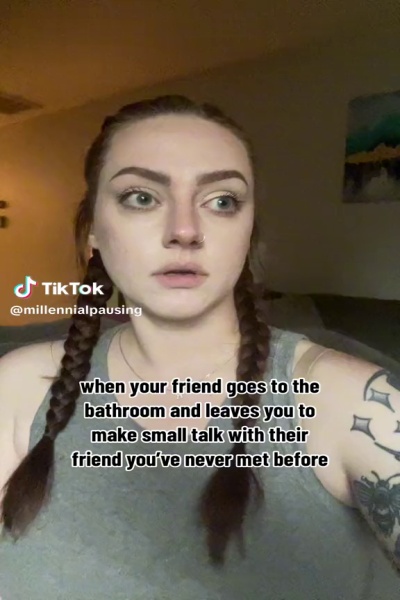 TikTok
@millennialpausing
when your friend goes to the
bathroom and leaves you to
make small talk with their
friend you've never met before